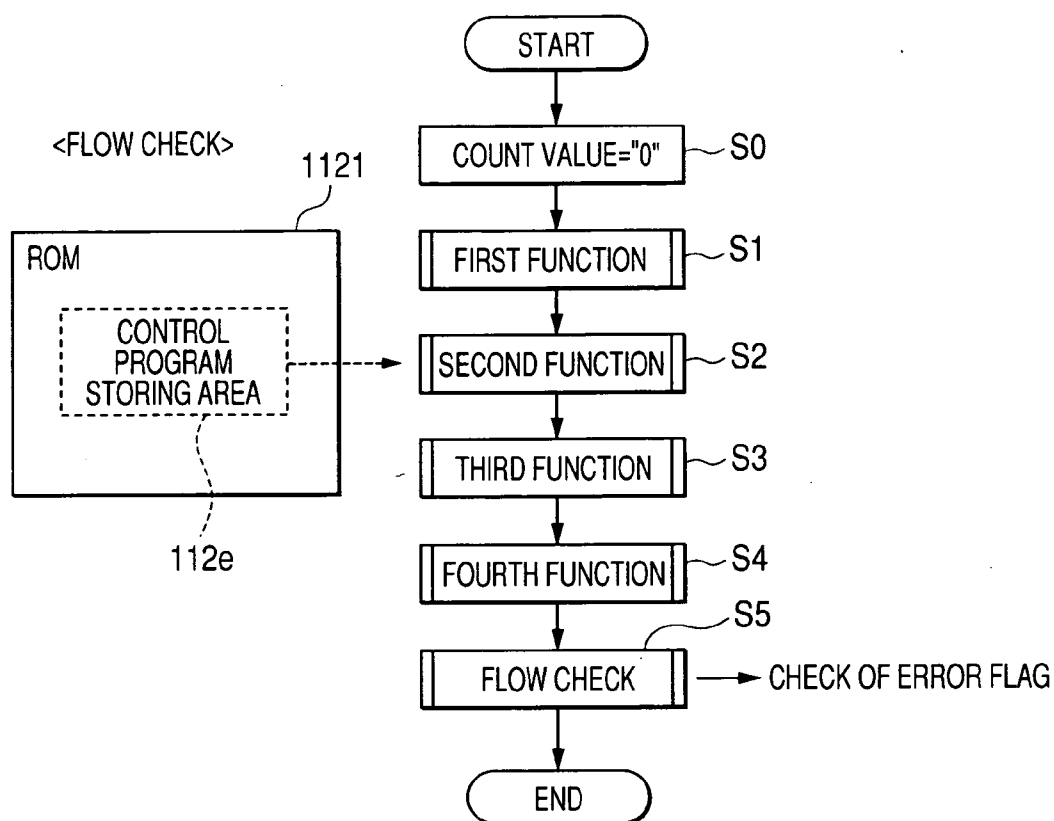 START
<FLOW CHECK>
COUNT VALUE="0"
S0
1121
ROM
FIRST FUNCTION
S1
CONTROL
PROGRAM
STORING AREA
SECOND FUNCTION
S2
THIRD FUNCTION
S3
112e
FOURTH FUNCTION
S4
S5
FLOW CHECK
CHECK OF ERROR FLAG
END